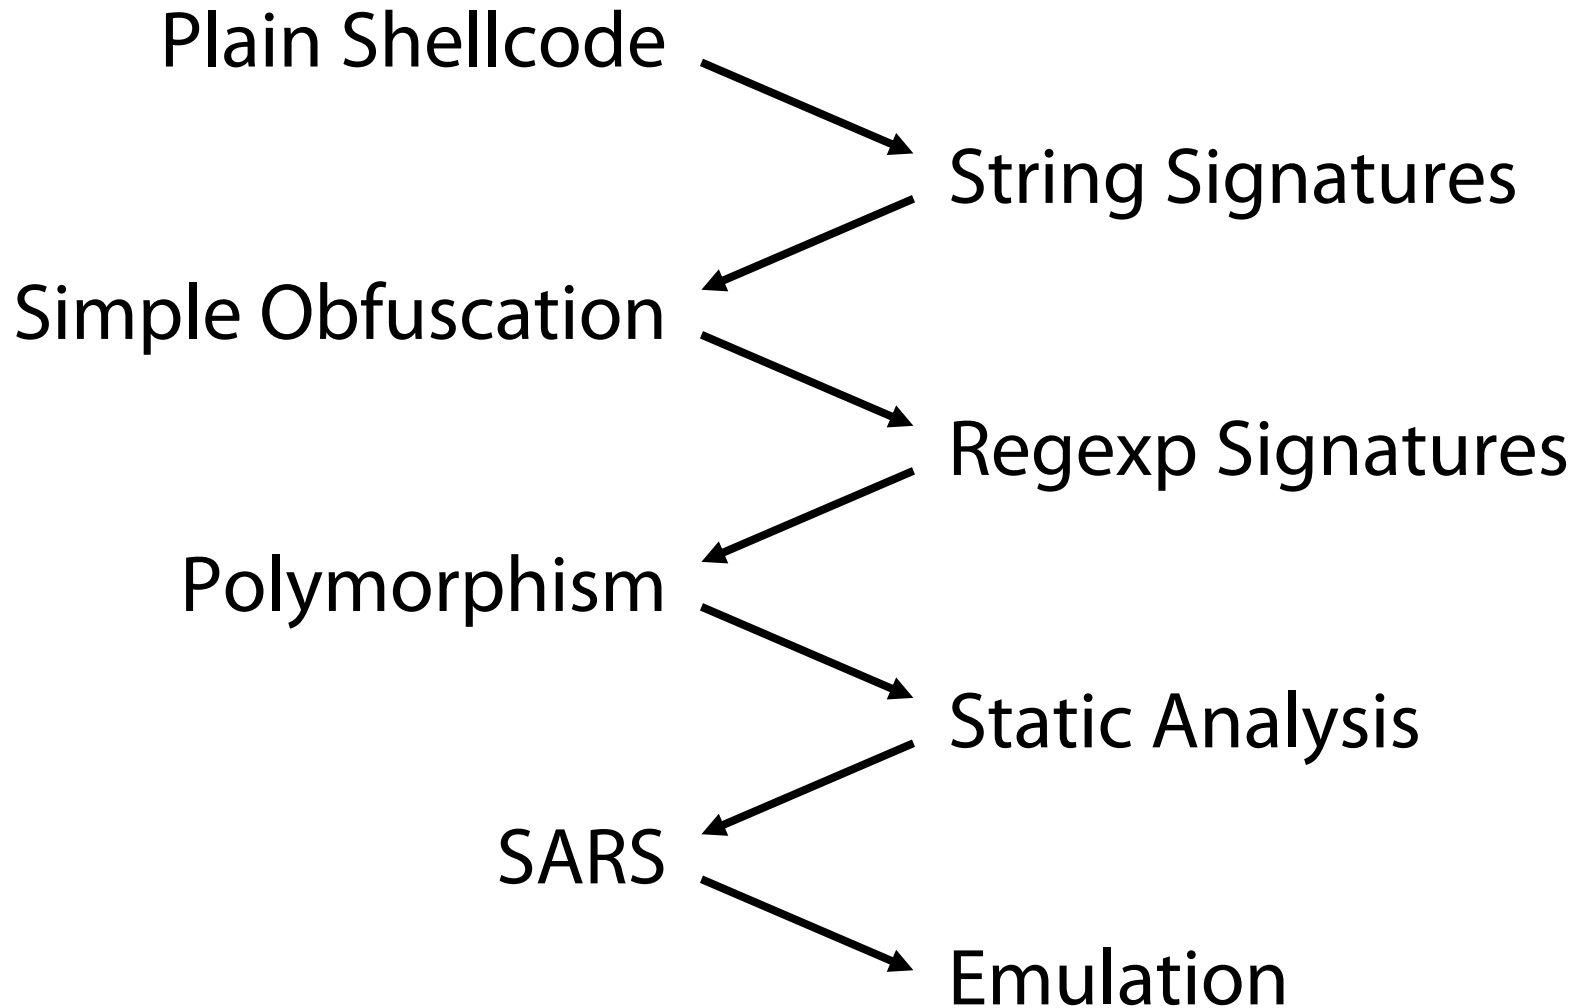 Plain Shellcode
String Signatures
Simple Obfuscation
Regexp Signatures
Polymorphism
Static Analysis
SARS
Emulation